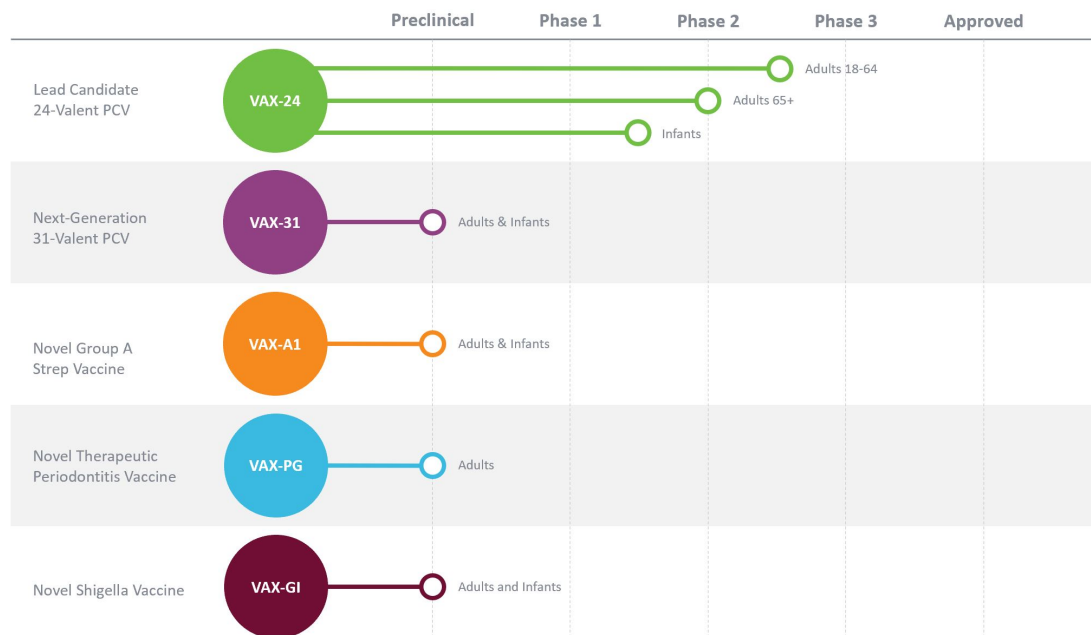 Preclinical Phase 1 Phase 2 Phase 3 Approved
Lead Candidate
24-Valent PCV
VAX-24
Adults 18-64
Adults 65+
Infants
Next-Generation
31-Valent PCV
VAX-31
Adults & Infants
Novel Group A
Strep Vaccine
VAX-A1
Adults & Infants
Novel Therapeutic
Periodontitis Vaccine
VAX-PG
Adults
Novel Shigella Vaccine
VAX-GI
Adults and Infants